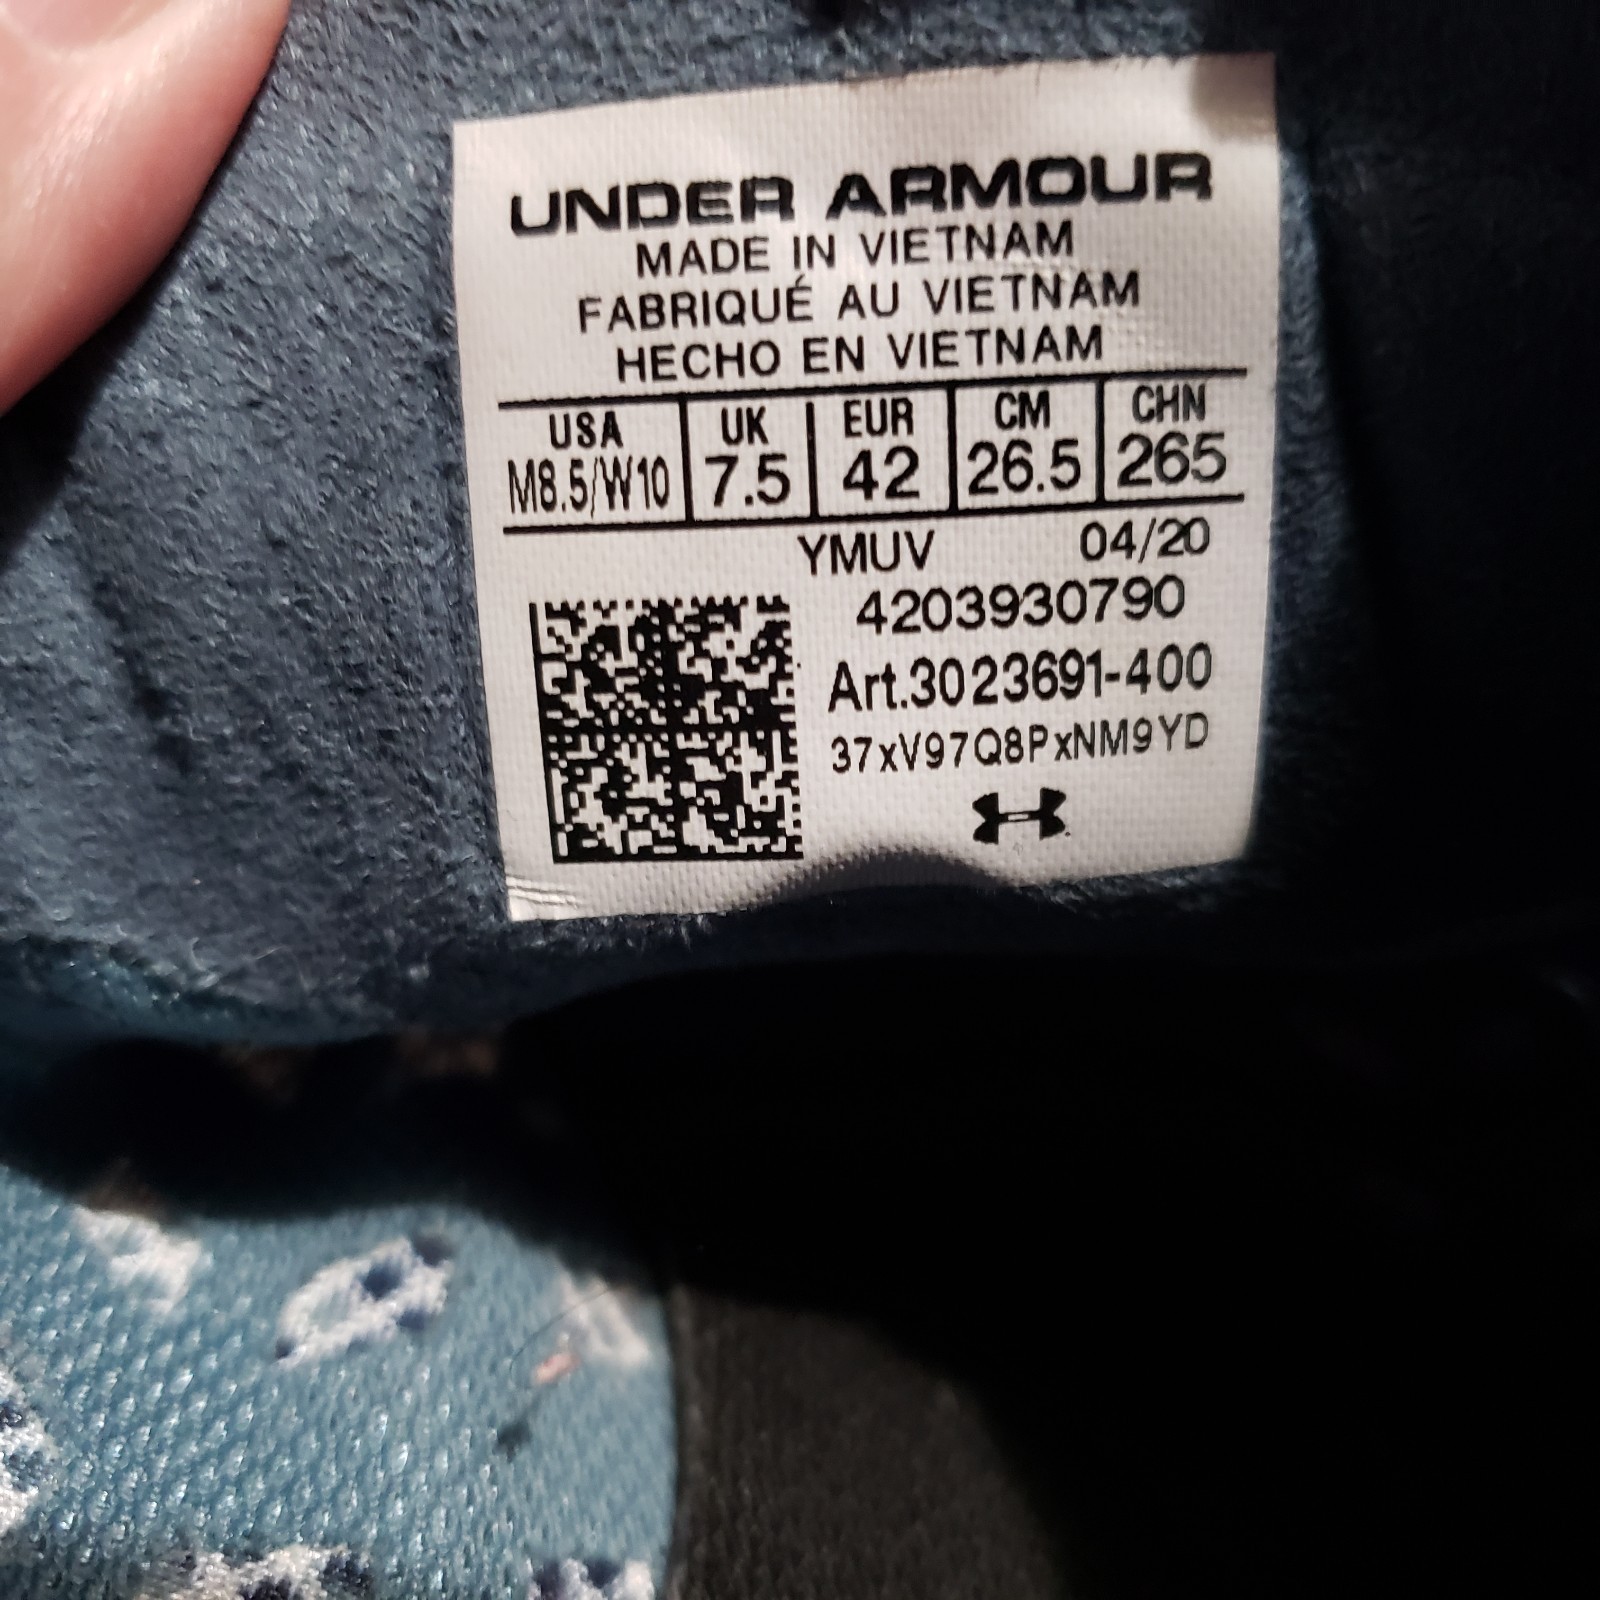 UNDER ARMOUR
MADE IN VIETNAM
FABRIQUÉ AU VIETNAM
HECHO EN VIETNAM
USA UK EUR CM CHN
M8.5/W10 7.5 42 26.5 265
YMUV 04/20
4203930790
Art.3023691-400
37xV97Q8PxNM9YD